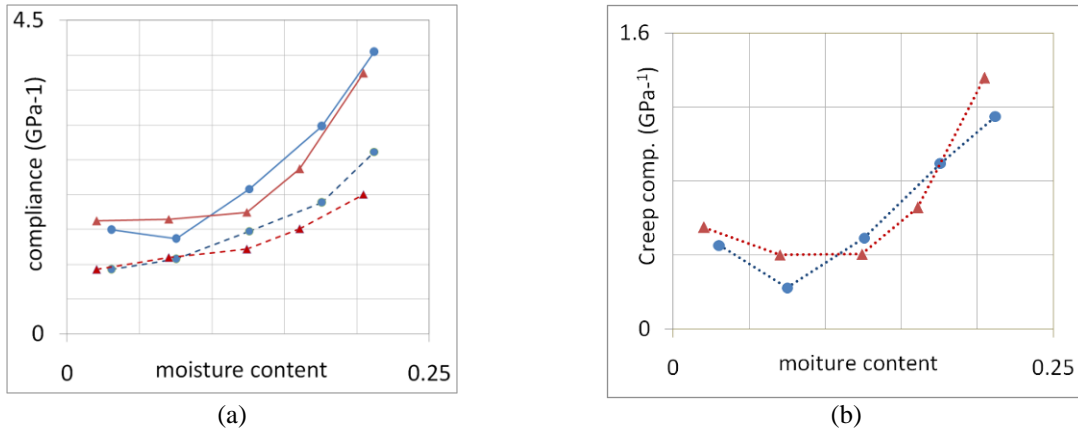 4.5
compliance (GPa-1)
0
0
moisture content
0.25
(a)
1.6
Creep comp. (GPa-¹)
0
0
moiture content
0.25
(b)